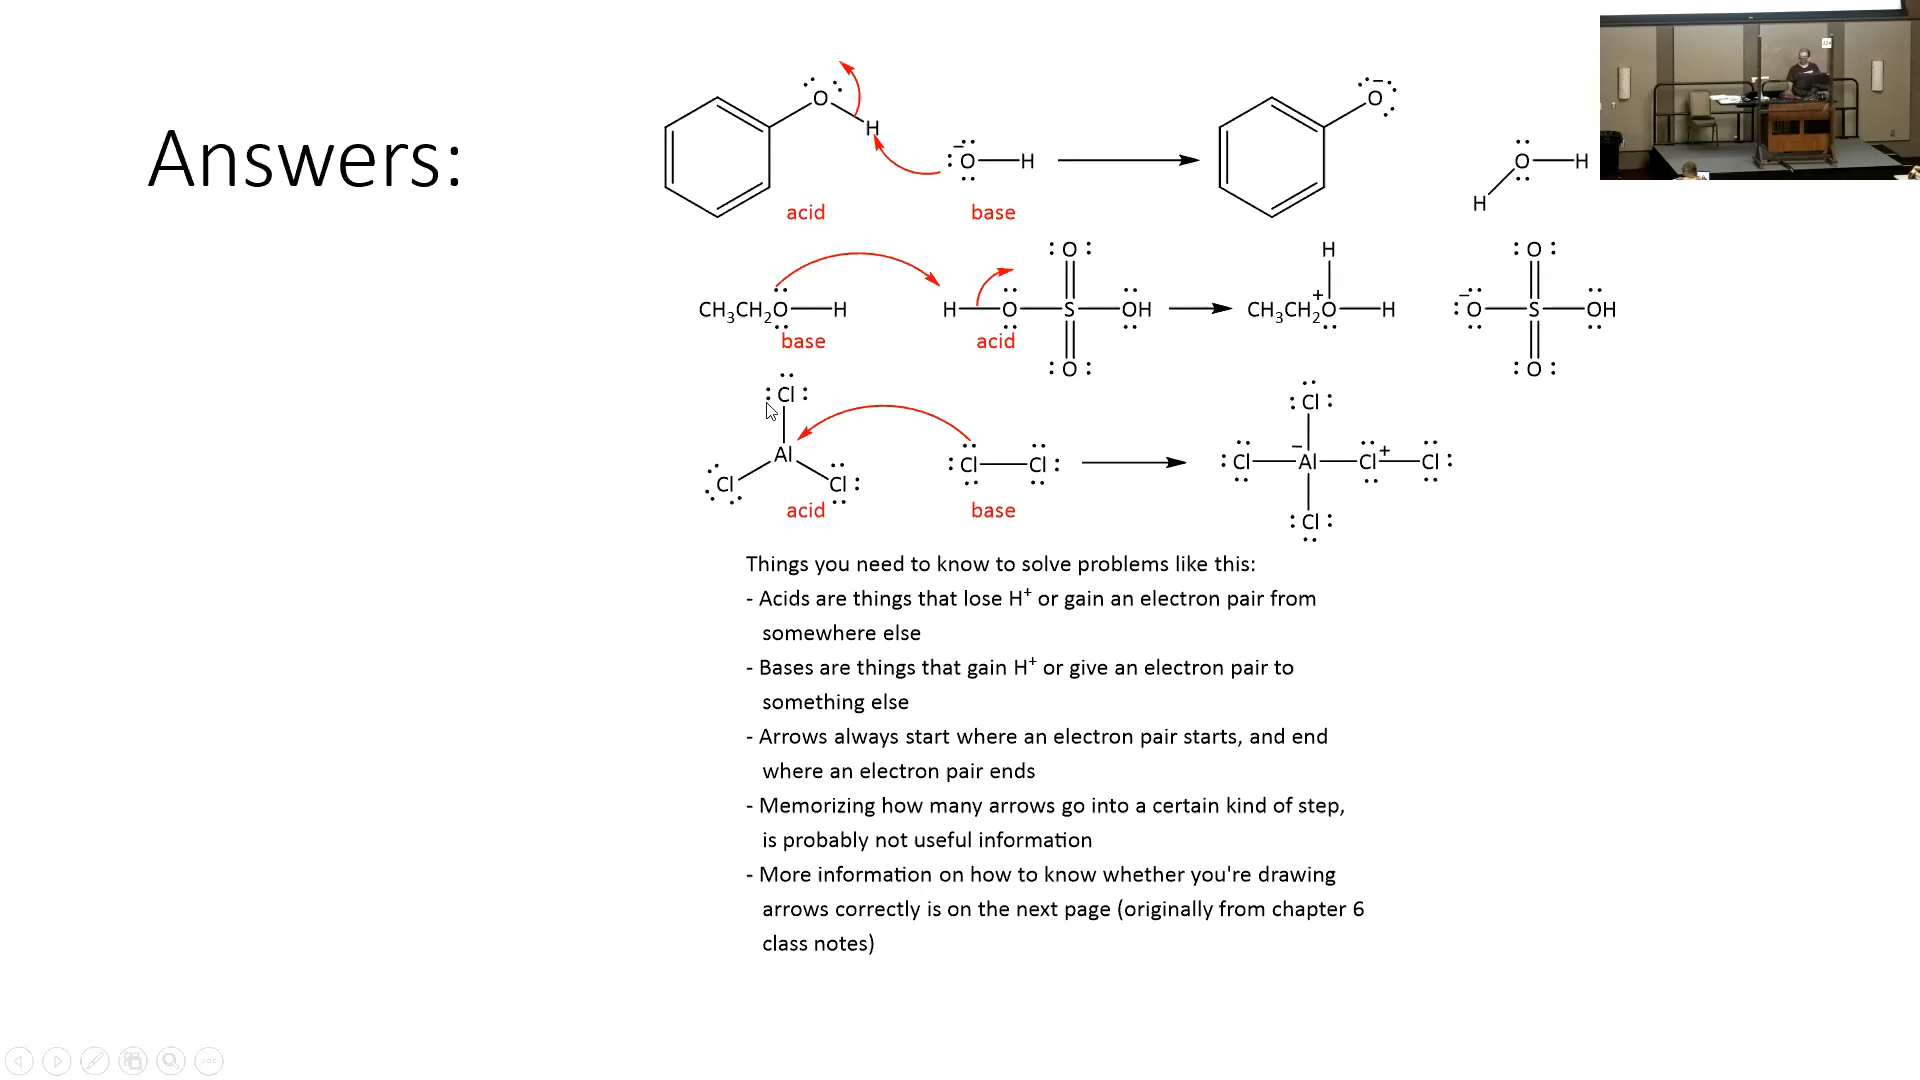 Answers:
O
H
O—H
O
O—H
H
acid
base
O
H
O
CH₃CH₂O—H
H—O—S—OH
CH₃CH₂O⁺—H
⁻O—S—OH
base
acid
O
O
Cl
Cl
Al
Cl
Cl
Cl—Cl
Cl—Al⁻—Cl⁺—Cl
acid
base
Cl
Things you need to know to solve problems like this:
- Acids are things that lose H⁺ or gain an electron pair from
somewhere else
- Bases are things that gain H⁺ or give an electron pair to
something else
- Arrows always start where an electron pair starts, and end
where an electron pair ends
- Memorizing how many arrows go into a certain kind of step,
is probably not useful information
- More information on how to know whether you're drawing
arrows correctly is on the next page (originally from chapter 6
class notes)